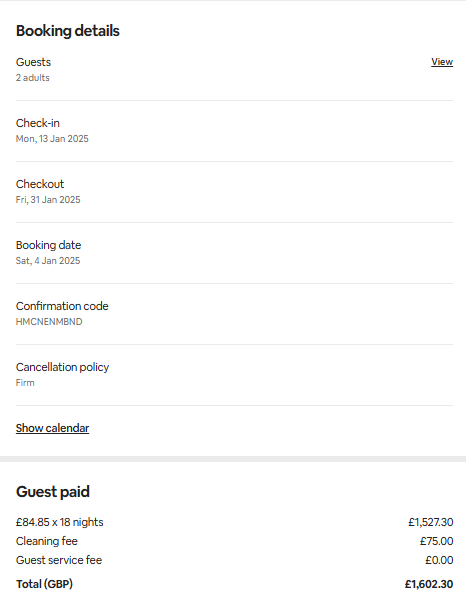 Booking details
Guests
View
2 adults
Check-in
Mon, 13 Jan 2025
Checkout
Fri, 31 Jan 2025
Booking date
Sat, 4 Jan 2025
Confirmation code
HMCNENMBND
Cancellation policy
Firm
Show calendar
Guest paid
£84.85 x 18 nights £1,527.30
Cleaning fee £75.00
Guest service fee £0.00
Total (GBP) £1,602.30